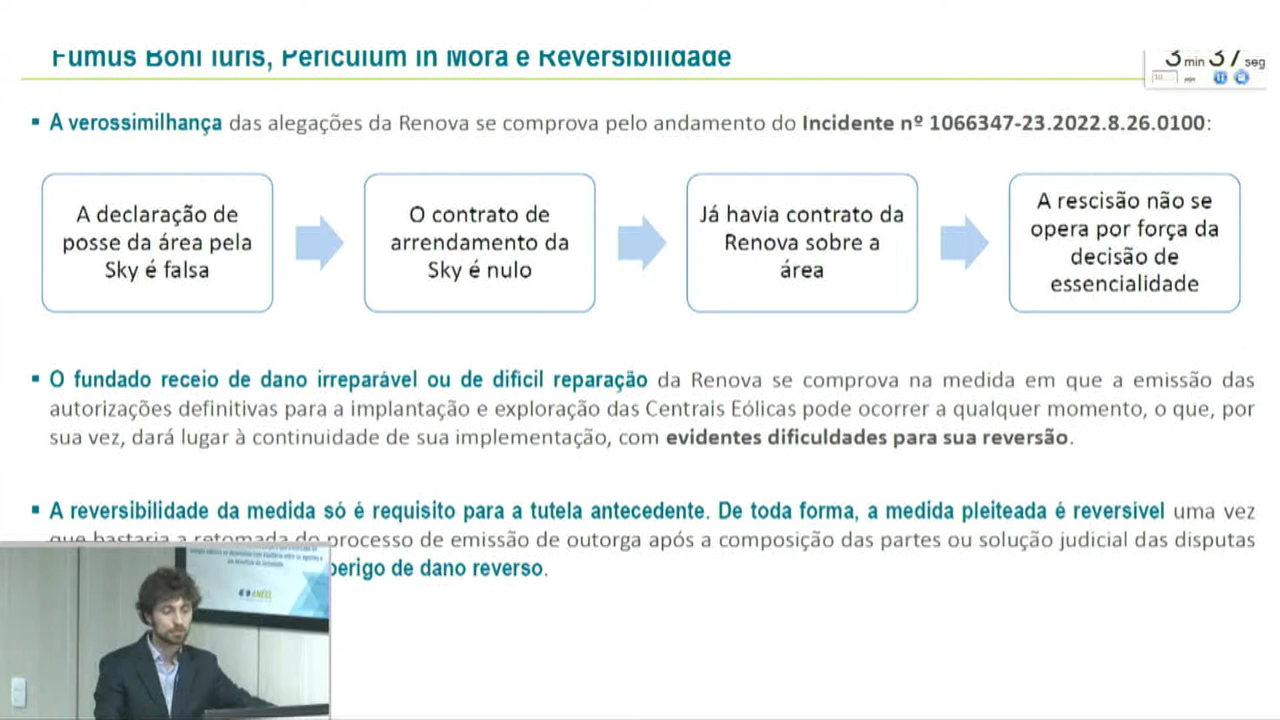 Fumus Boni Iuris, Periculum in Mora e Reversibilidade
3 min 37 seg
▪ A verossimilhança das alegações da Renova se comprova pelo andamento do Incidente nº 1066347-23.2022.8.26.0100:
A declaração de
posse da área pela
Sky é falsa
O contrato de
arrendamento da
Sky é nulo
Já havia contrato da
Renova sobre a
área
A rescisão não se
opera por força da
decisão de
essencialidade
▪ O fundado receio de dano irreparável ou de dificil reparação da Renova se comprova na medida em que a emissão das
autorizações definitivas para a implantação e exploração das Centrais Eólicas pode ocorrer a qualquer momento, o que, por
sua vez, dará lugar à continuidade de sua implementação, com evidentes dificuldades para sua reversão.
▪ A reversibilidade da medida só é requisito para a tutela antecedente. De toda forma, a medida pleiteada é reversível uma vez
que bastaria a retomada do processo de emissão de outorga após a composição das partes ou solução judicial das disputas
perigo de dano reverso.
ANEEL